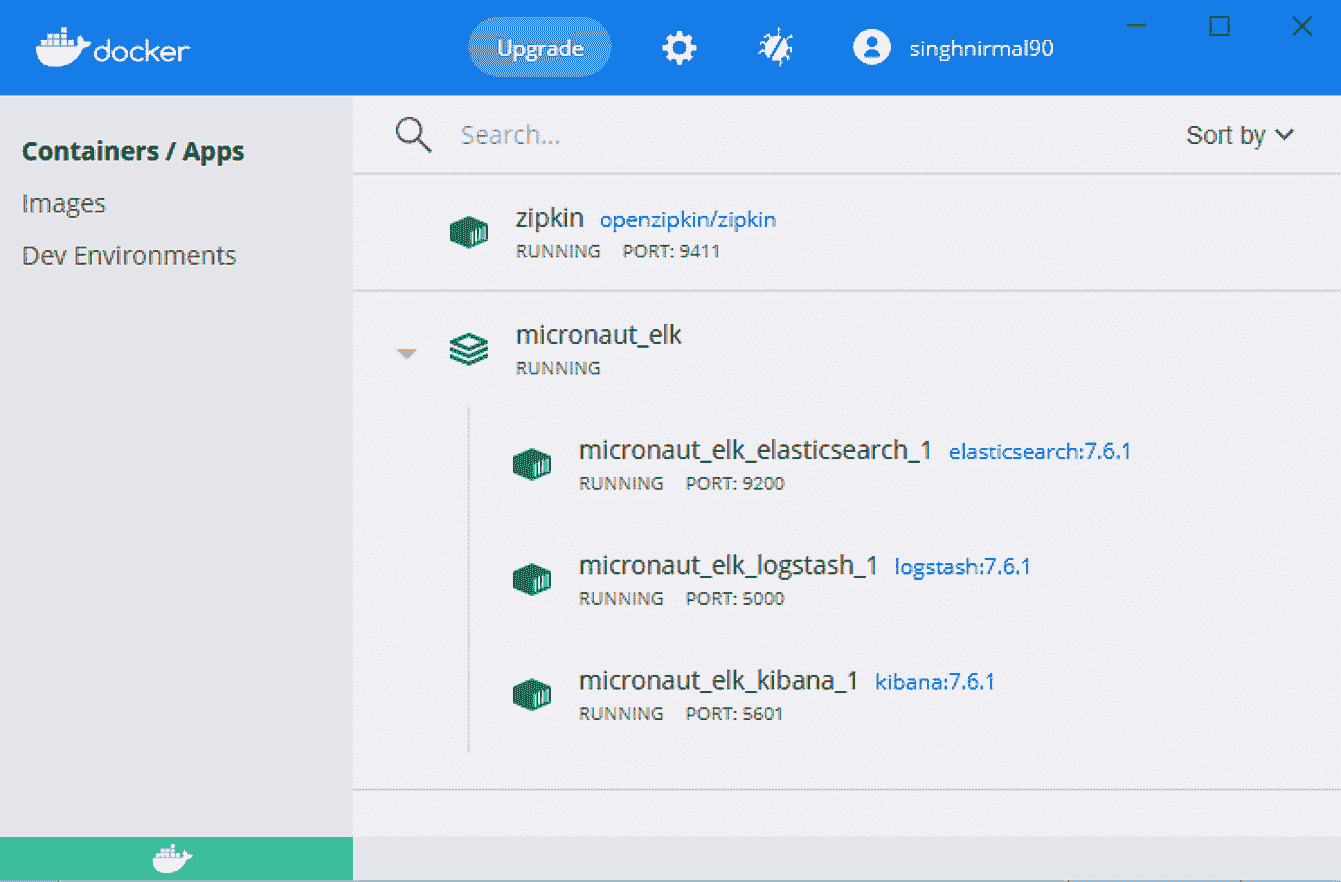 docker
Upgrade
singhnirmal90
Containers / Apps
Images
Dev Environments
Search...
Sort by
zipkin openzipkin/zipkin
RUNNING PORT: 9411
micronaut_elk
RUNNING
micronaut_elk_elasticsearch_1 elasticsearch:7.6.1
RUNNING PORT: 9200
micronaut_elk_logstash_1 logstash:7.6.1
RUNNING PORT: 5000
micronaut_elk_kibana_1 kibana:7.6.1
RUNNING PORT: 5601